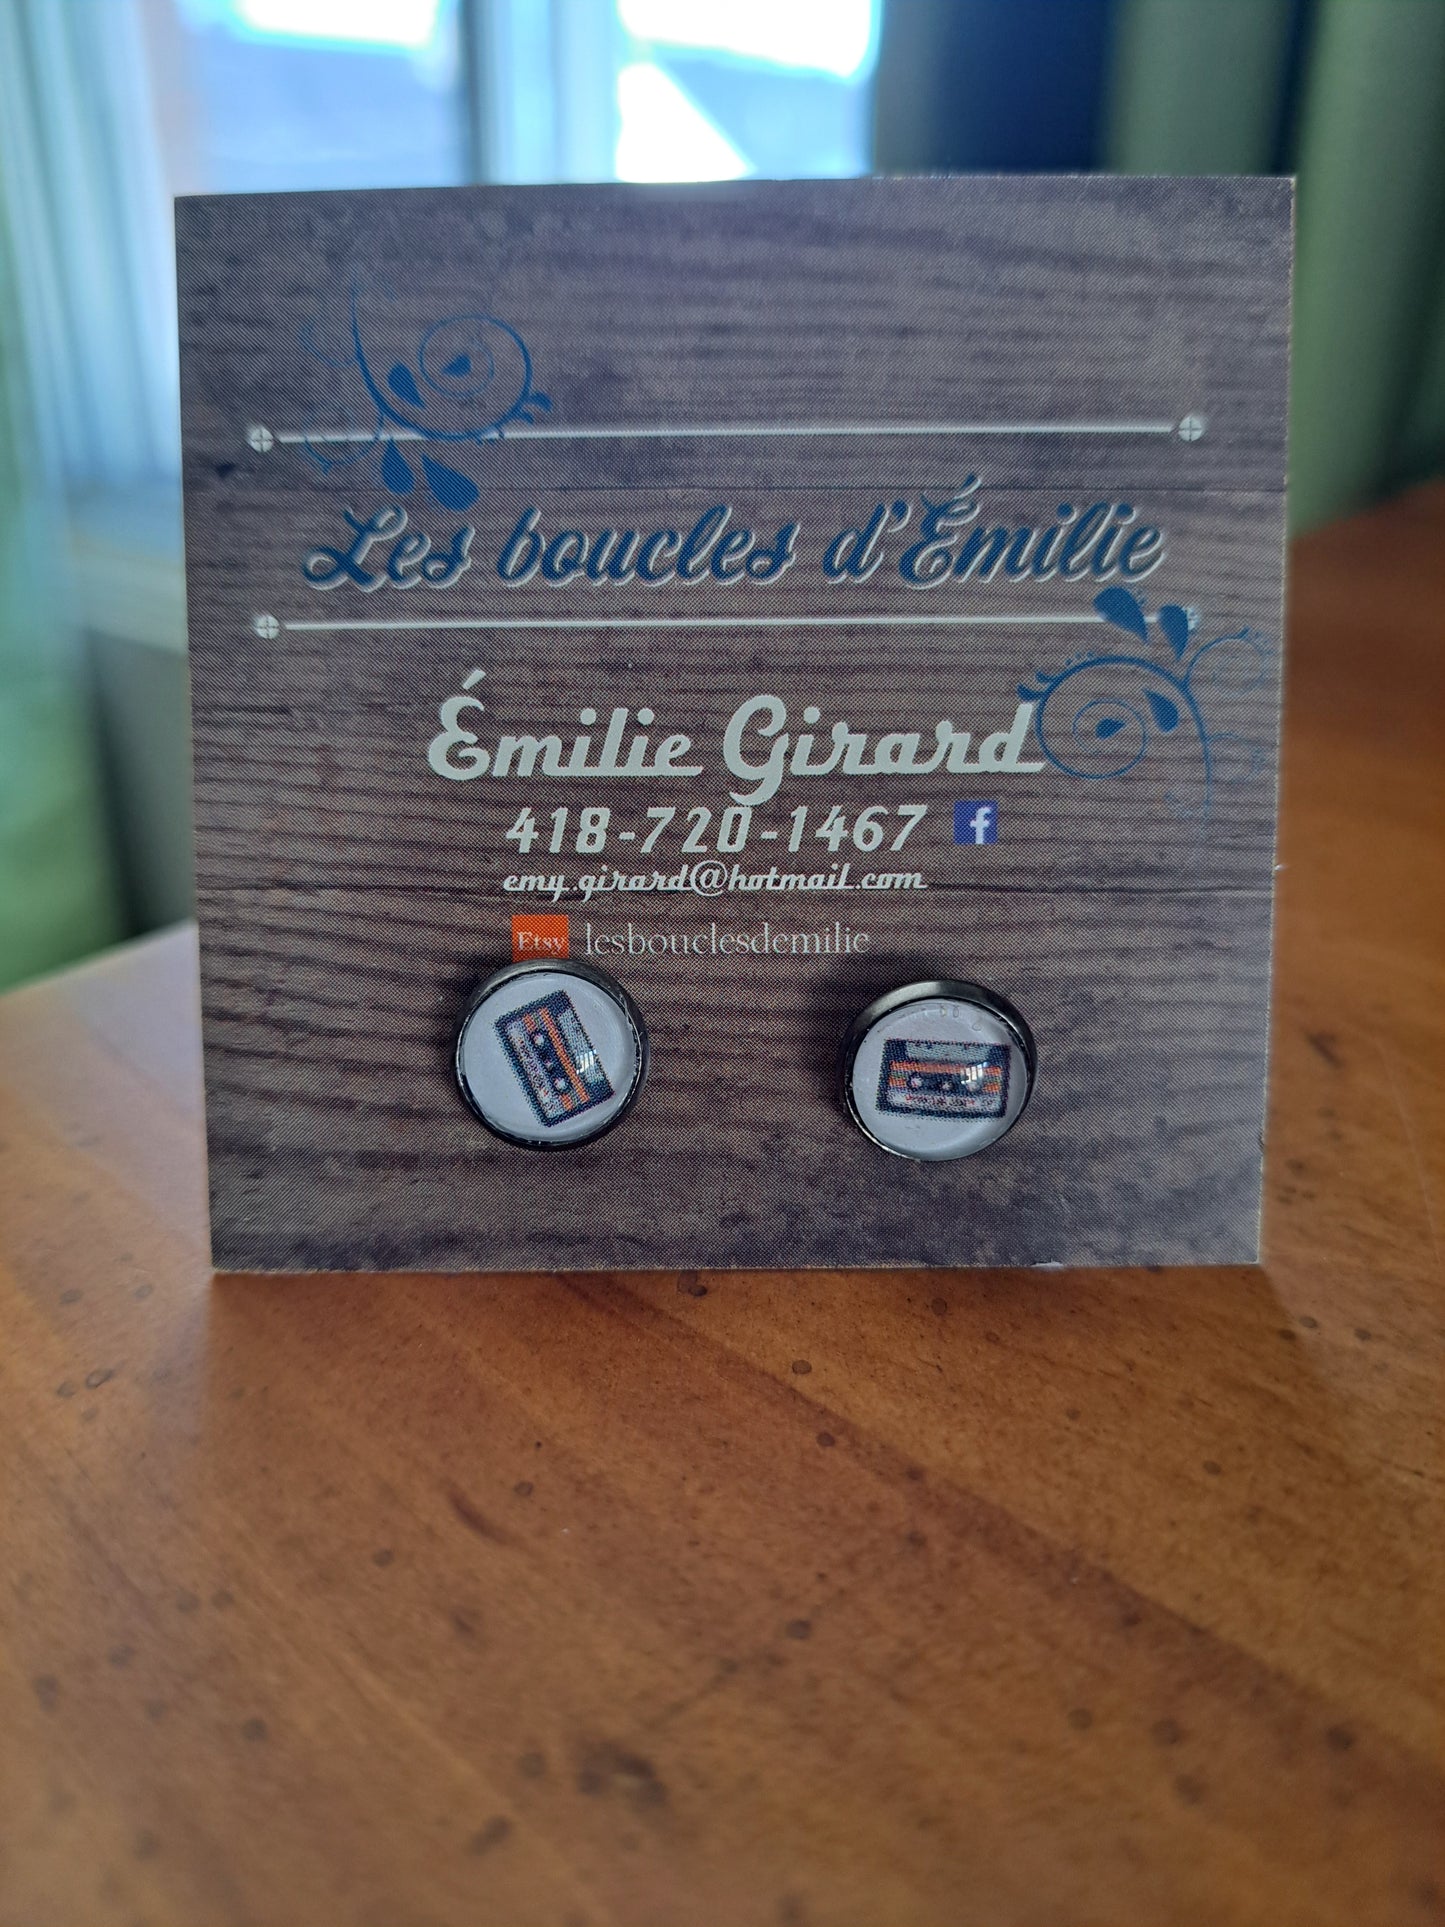 Les boucles d'Émilie
Émilie Girard
418-720-1467 f
emy.girard@hotmail.com
Etsy lesbouclesdemilie